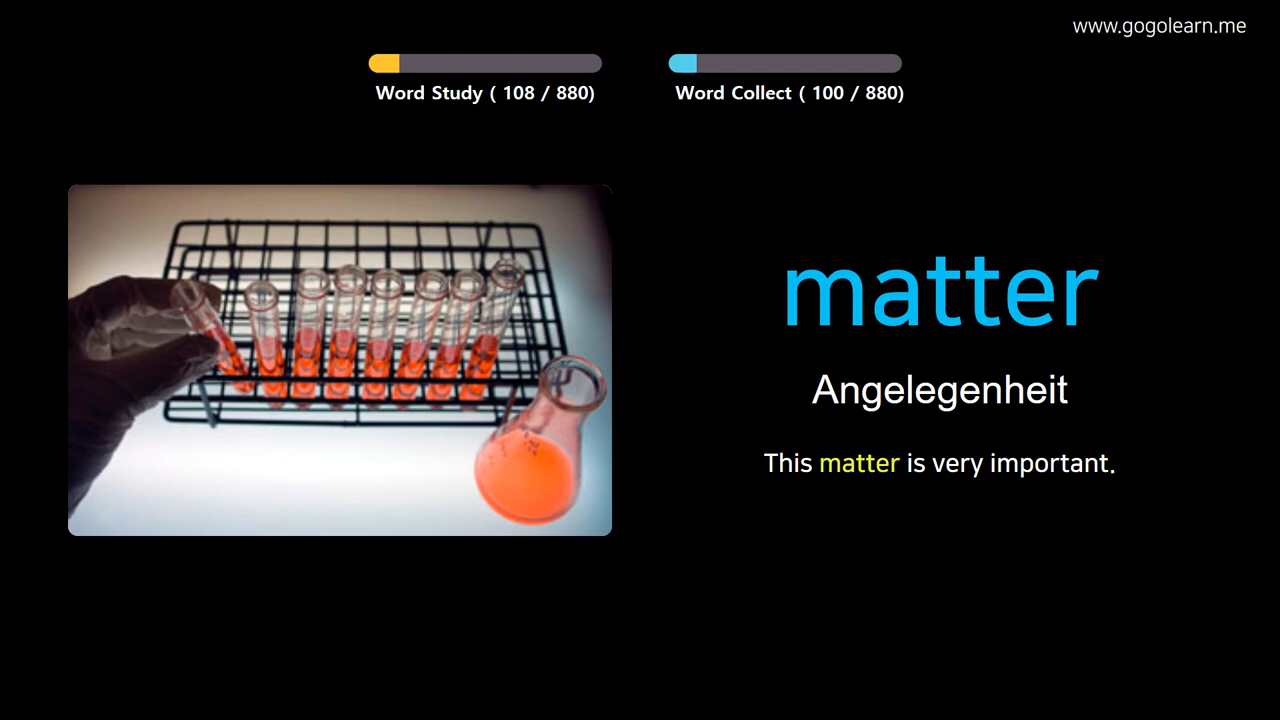 www.gogolearn.me
Word Study ( 108 / 880)
Word Collect ( 100 / 880)
matter
Angelegenheit
This matter is very important.